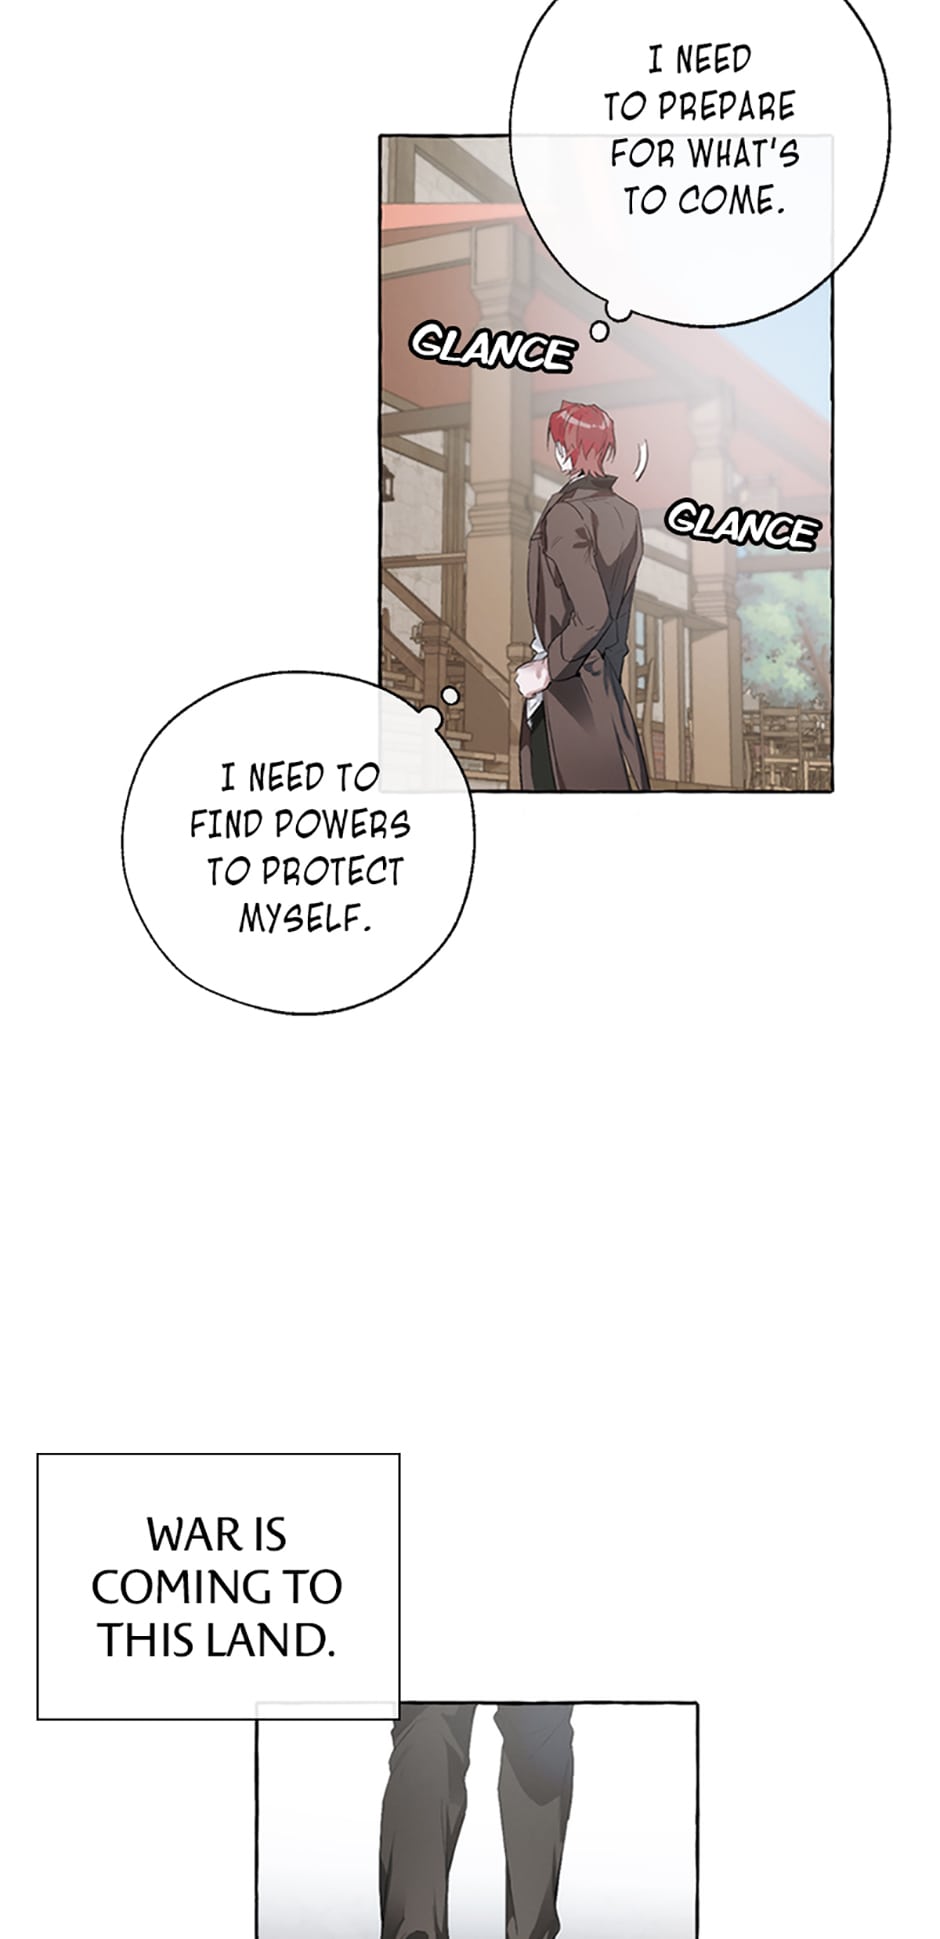 I NEED
TO PREPARE
FOR WHAT'S
TO COME.
GLANCE
GLANCE
I NEED TO
FIND POWERS
TO PROTECT
MYSELF.
WAR IS
COMING TO
THIS LAND.